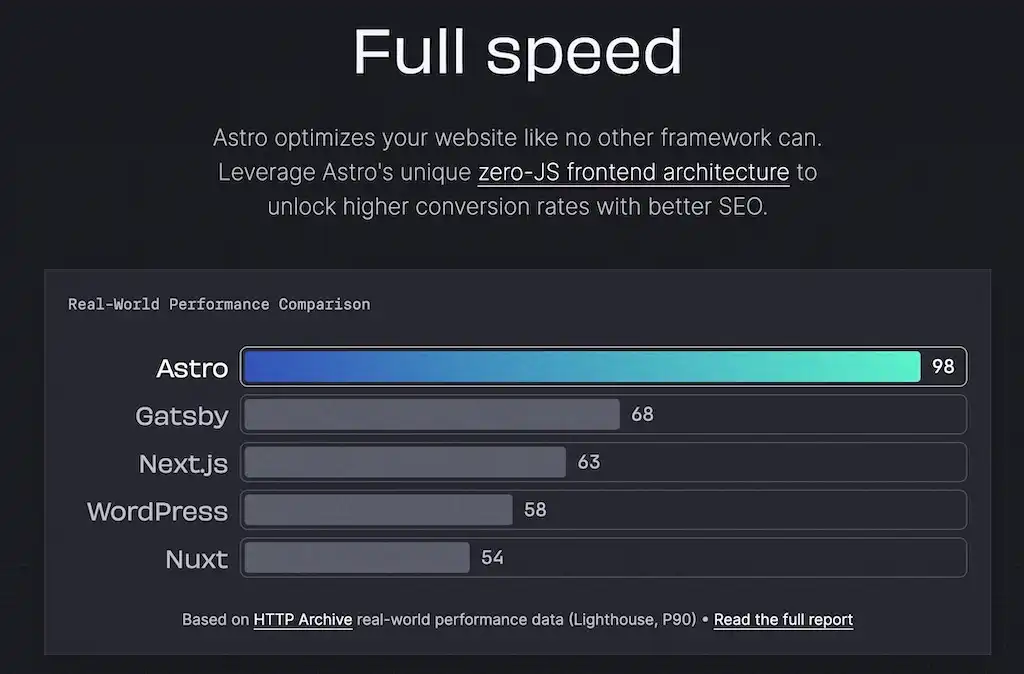 Full speed
Astro optimizes your website like no other framework can.
Leverage Astro's unique zero-JS frontend architecture to
unlock higher conversion rates with better SEO.
Real-World Performance Comparison
Astro 98
Gatsby 68
Next.js 63
WordPress 58
Nuxt 54
Based on HTTP Archive real-world performance data (Lighthouse, P90) • Read the full report